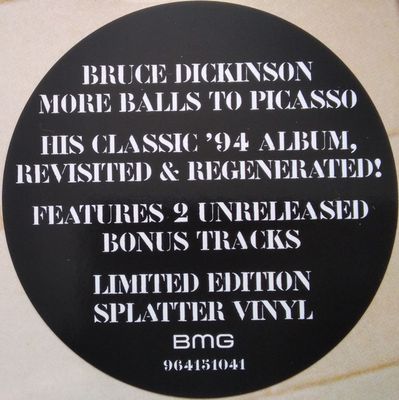 BRUCE DICKINSON
MORE BALLS TO PICASSO
HIS CLASSIC '94 ALBUM,
REVISITED & REGENERATED!
FEATURES 2 UNRELEASED
BONUS TRACKS
LIMITED EDITION
SPLATTER VINYL
BMG
964151041